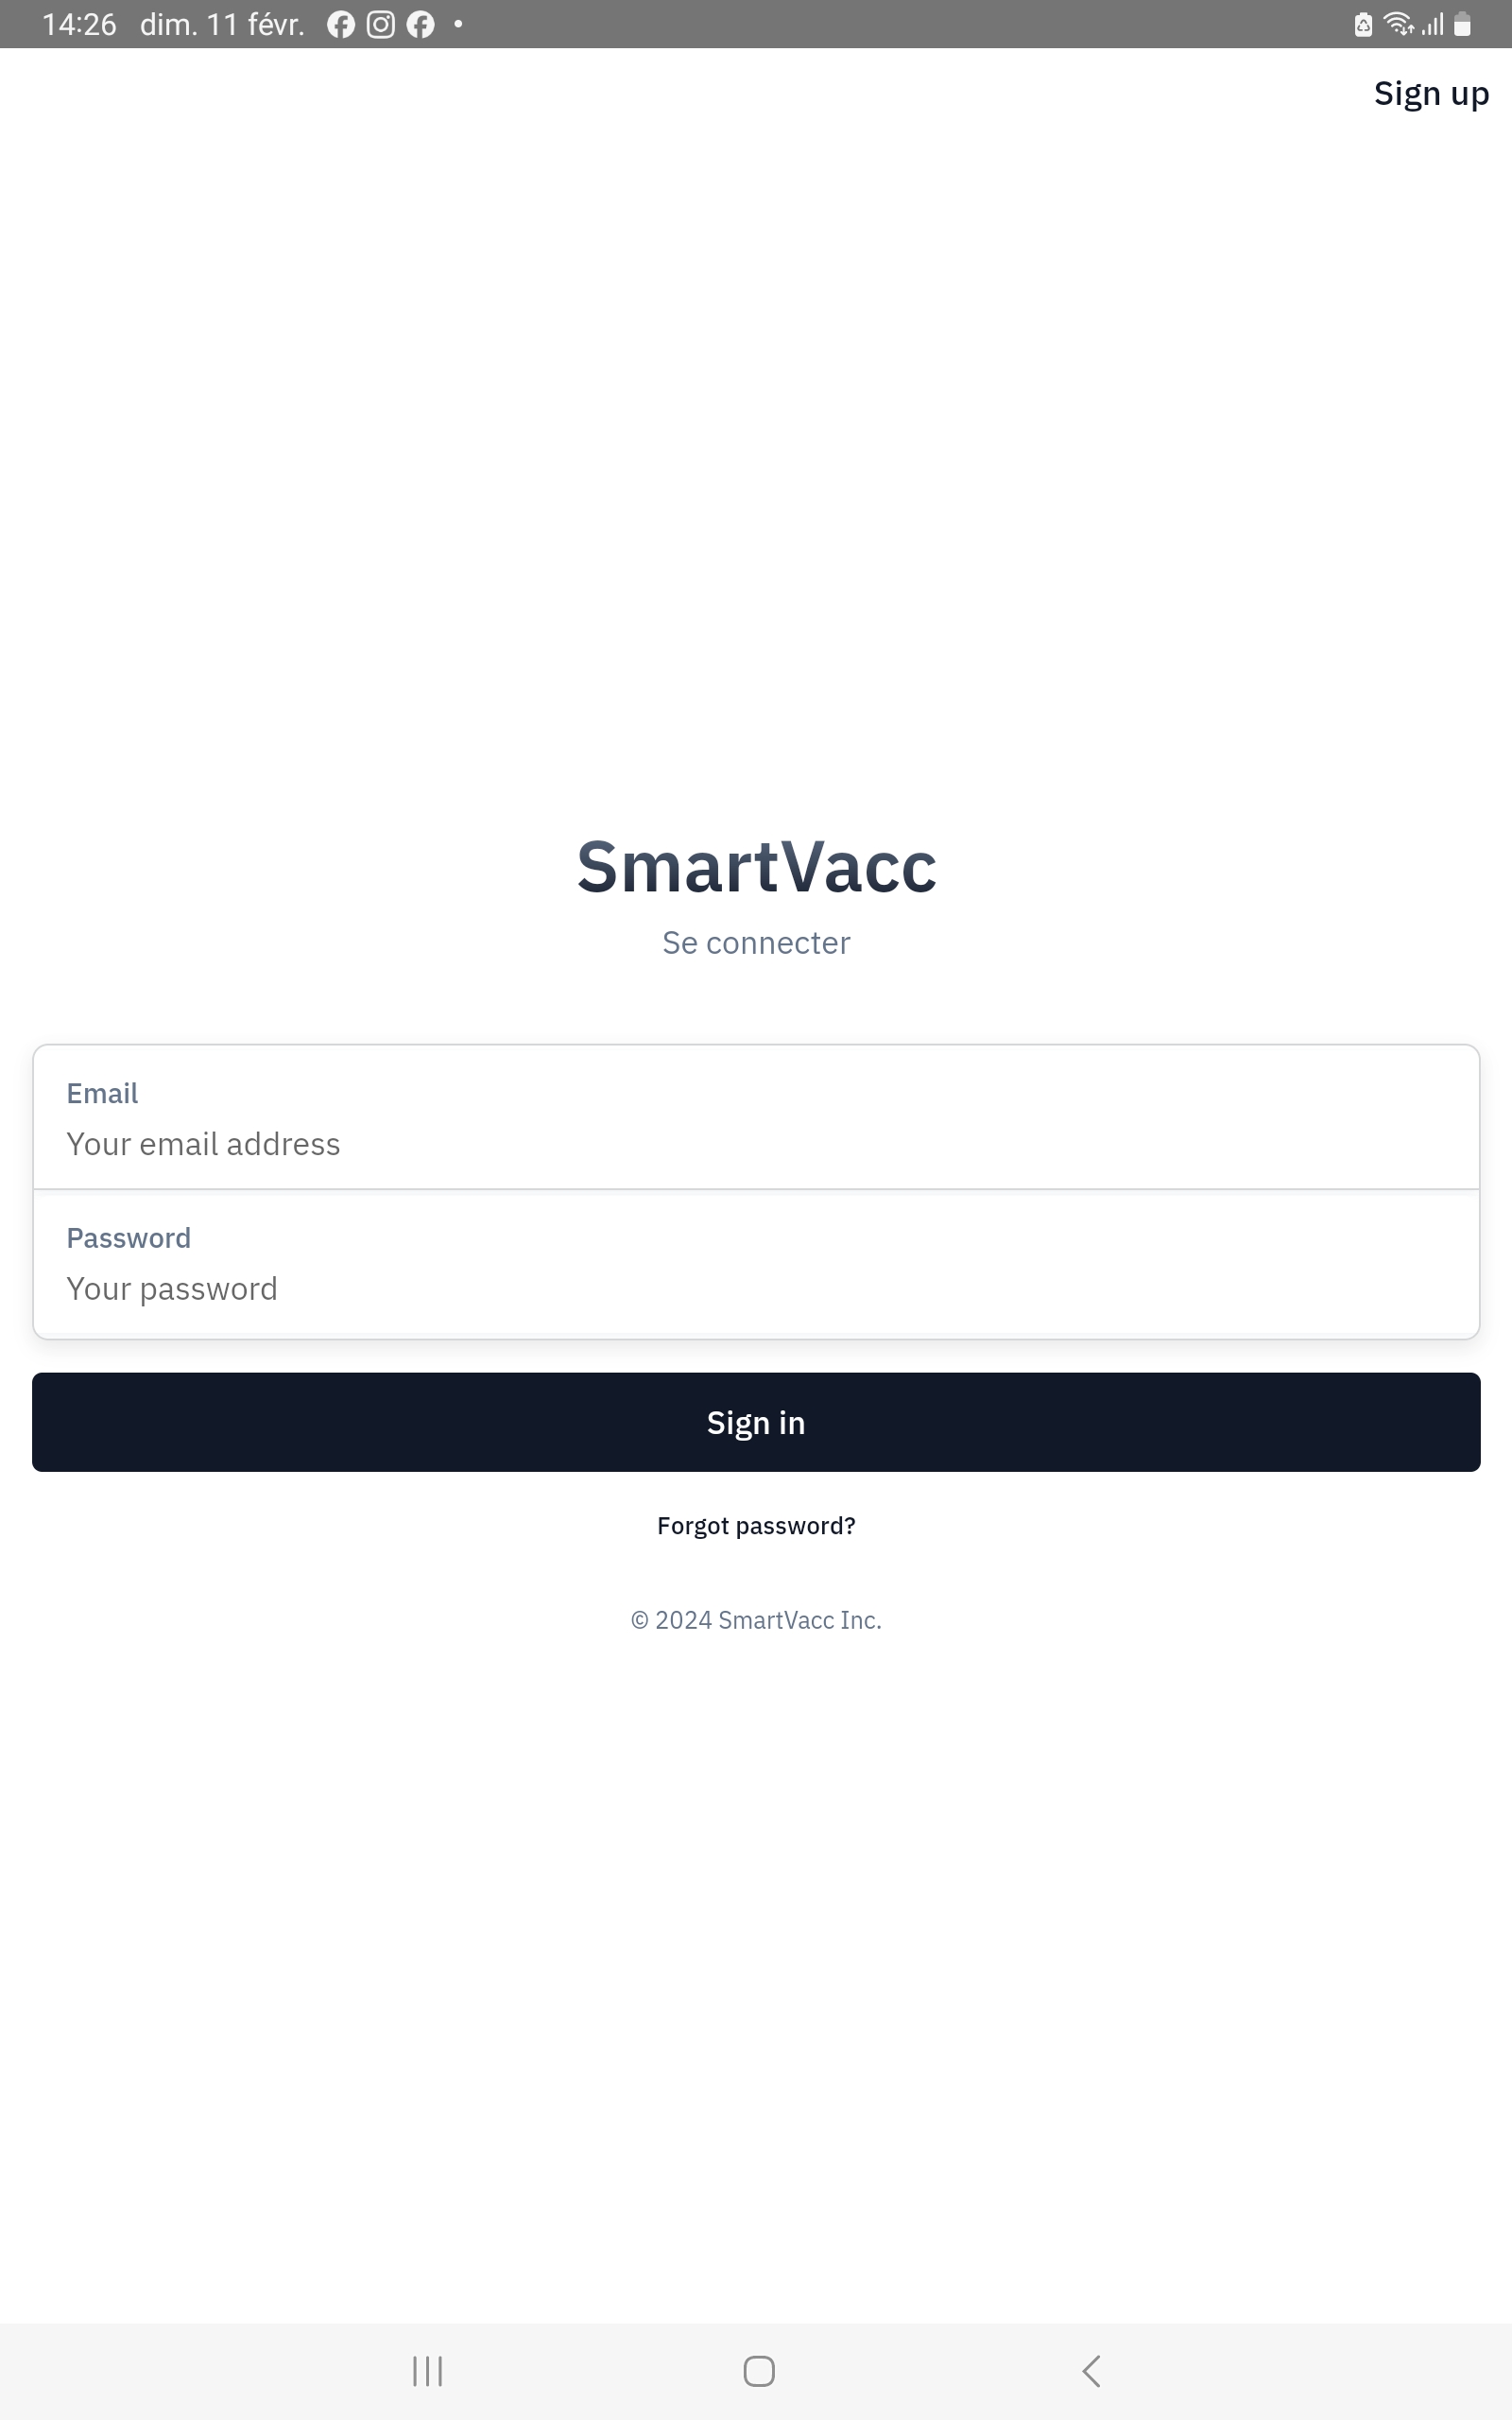 14:26 dim. 11 févr.
Sign up
SmartVacc
Se connecter
Email
Your email address
Password
Your password
Sign in
Forgot password?
© 2024 SmartVacc Inc.